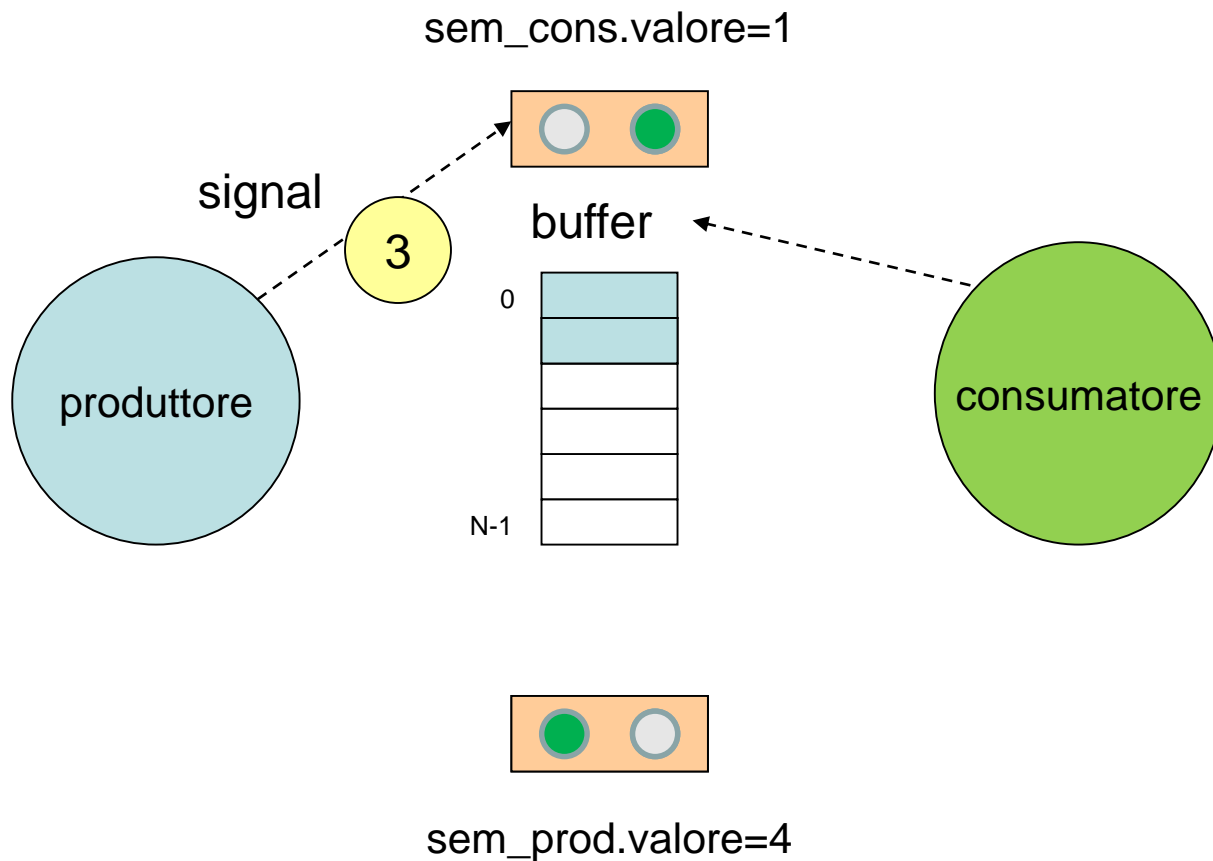 sem_cons.valore=1
signal
3
buffer
0
produttore
consumatore
N-1
sem_prod.valore=4